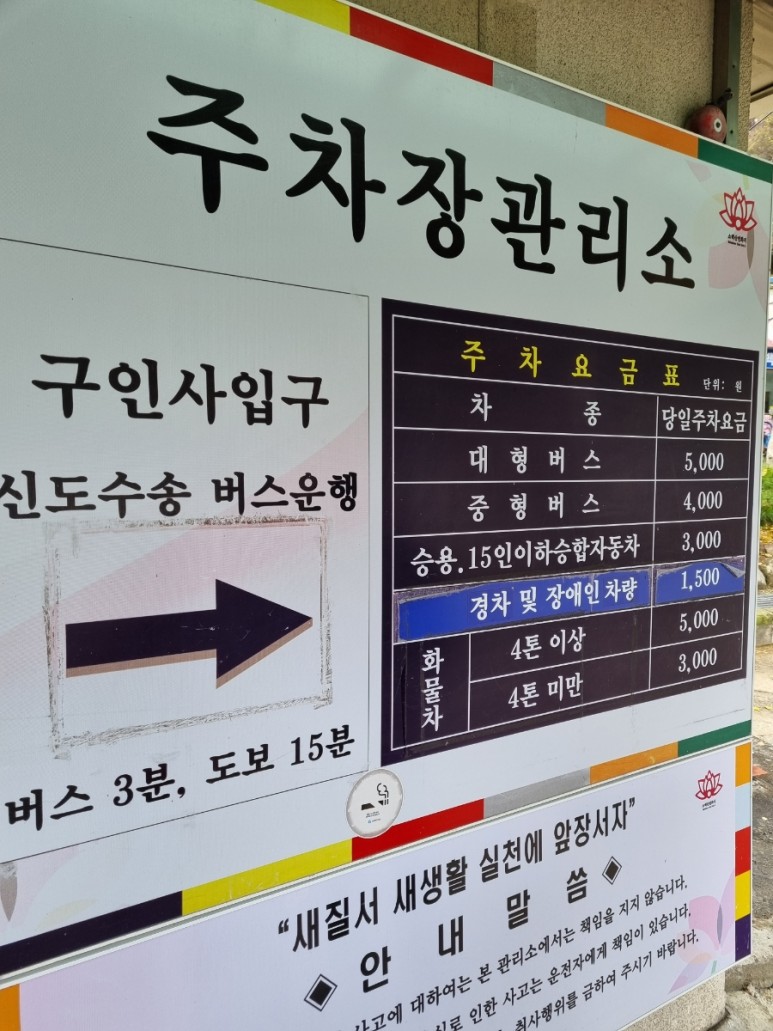 주차장관리소
구인사입구
신도수송 버스운행
버스 3분, 도보 15분
주 차 요 금 표 단위: 원
차 종 당일주차요금
대 형 버 스 5,000
중 형 버 스 4,000
승용.15인이하승합자동차 3,000
경차 및 장애인차량 1,500
화물차 4톤 이상 5,000
4톤 미만 3,000
“새질서 새생활 실천에 앞장서자”
◈ 안 내 말 씀 ◈
사고에 대하여는 본 관리소에서는 책임을 지지 않습니다.
인한 사고는 운전자에게 책임이 있습니다.
취사행위를 금하여 주시기 바랍니다.